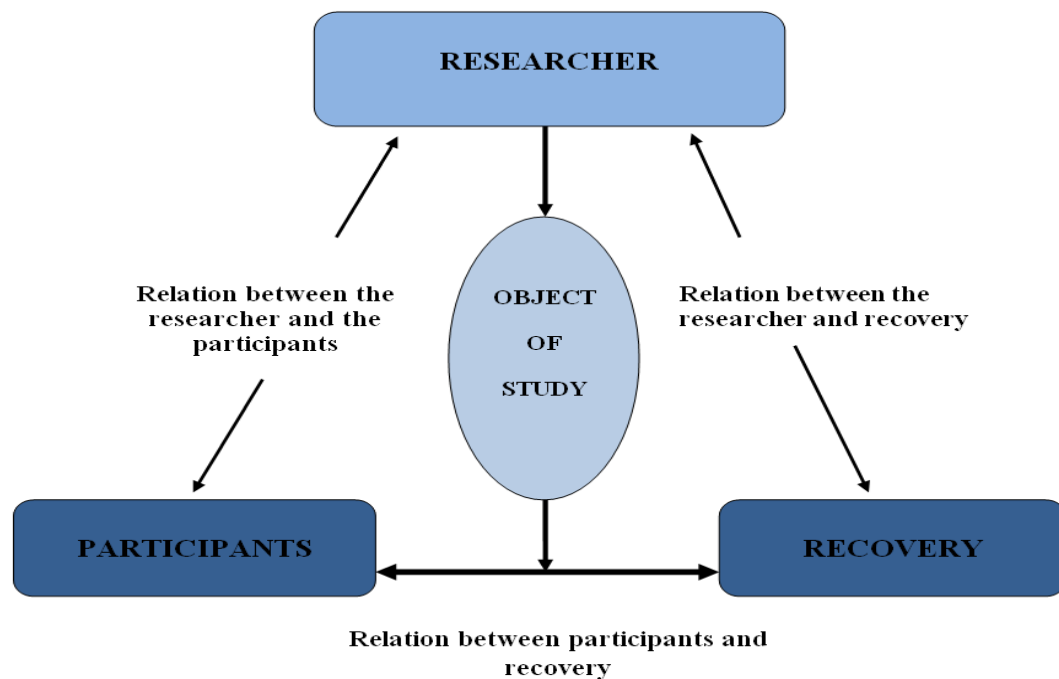 RESEARCHER
Relation between the
researcher and the
participants
OBJECT
OF
STUDY
Relation between the
researcher and recovery
PARTICIPANTS
RECOVERY
Relation between participants and
recovery